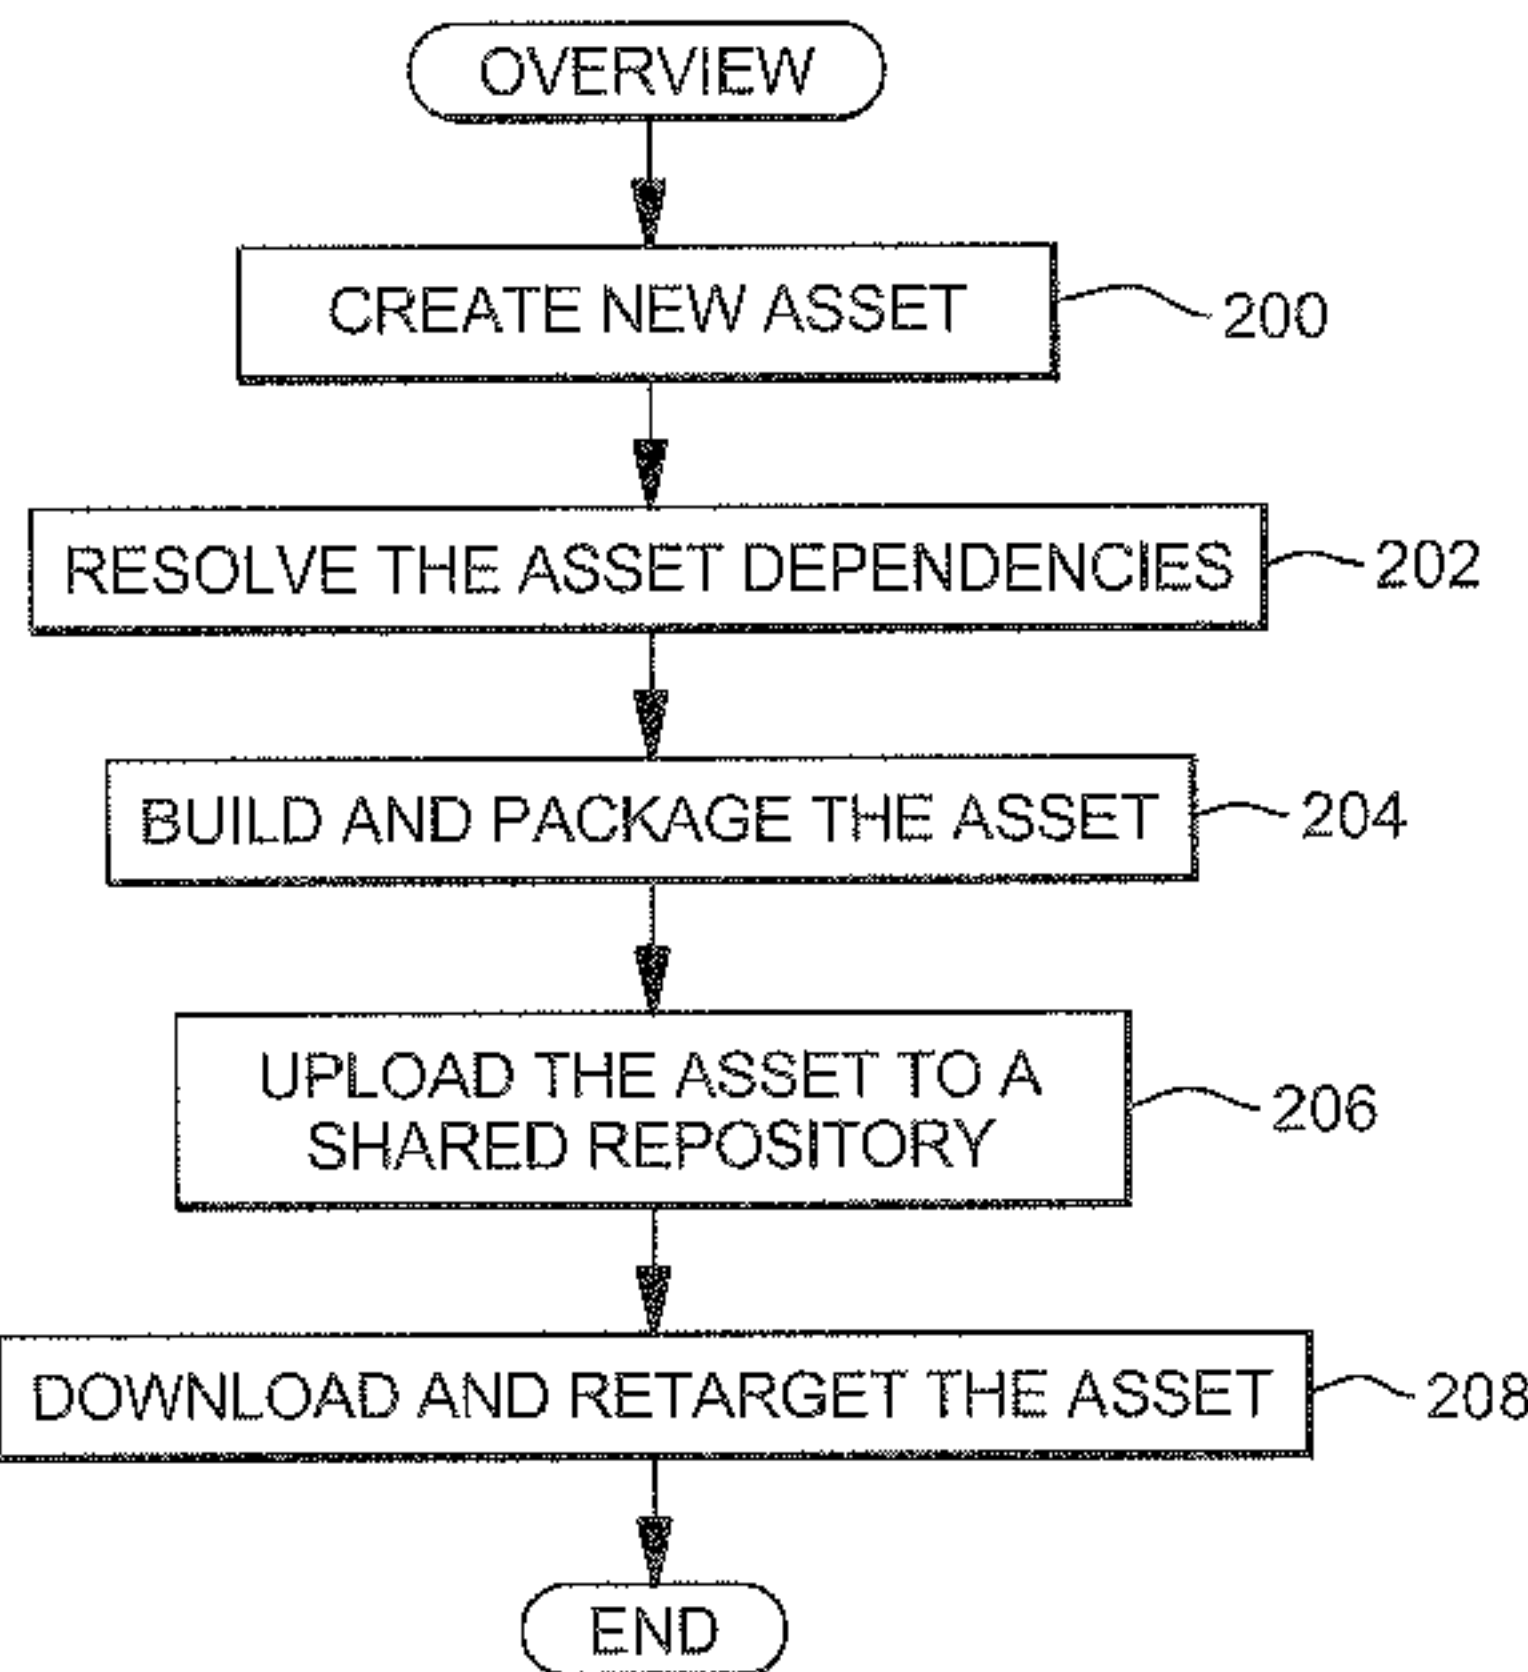 OVERVIEW
CREATE NEW ASSET
200
RESOLVE THE ASSET DEPENDENCIES
202
BUILD AND PACKAGE THE ASSET
204
UPLOAD THE ASSET TO A
SHARED REPOSITORY
206
DOWNLOAD AND RETARGET THE ASSET
208
END